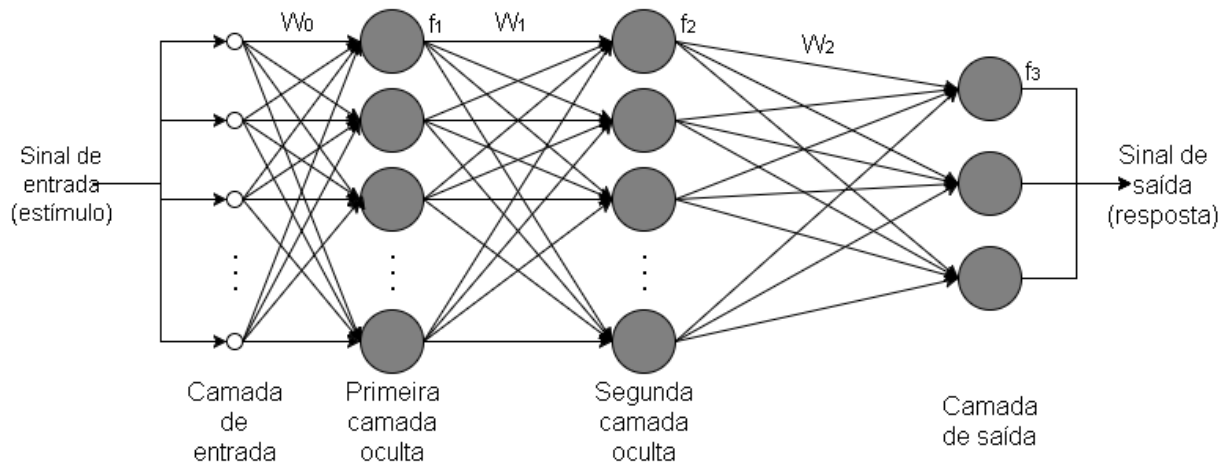 W₀
f₁
W₁
f₂
W₂
f₃
Sinal de
entrada
(estímulo)
Sinal de
saída
(resposta)
Camada
de
entrada
Primeira
camada
oculta
Segunda
camada
oculta
Camada
de saída